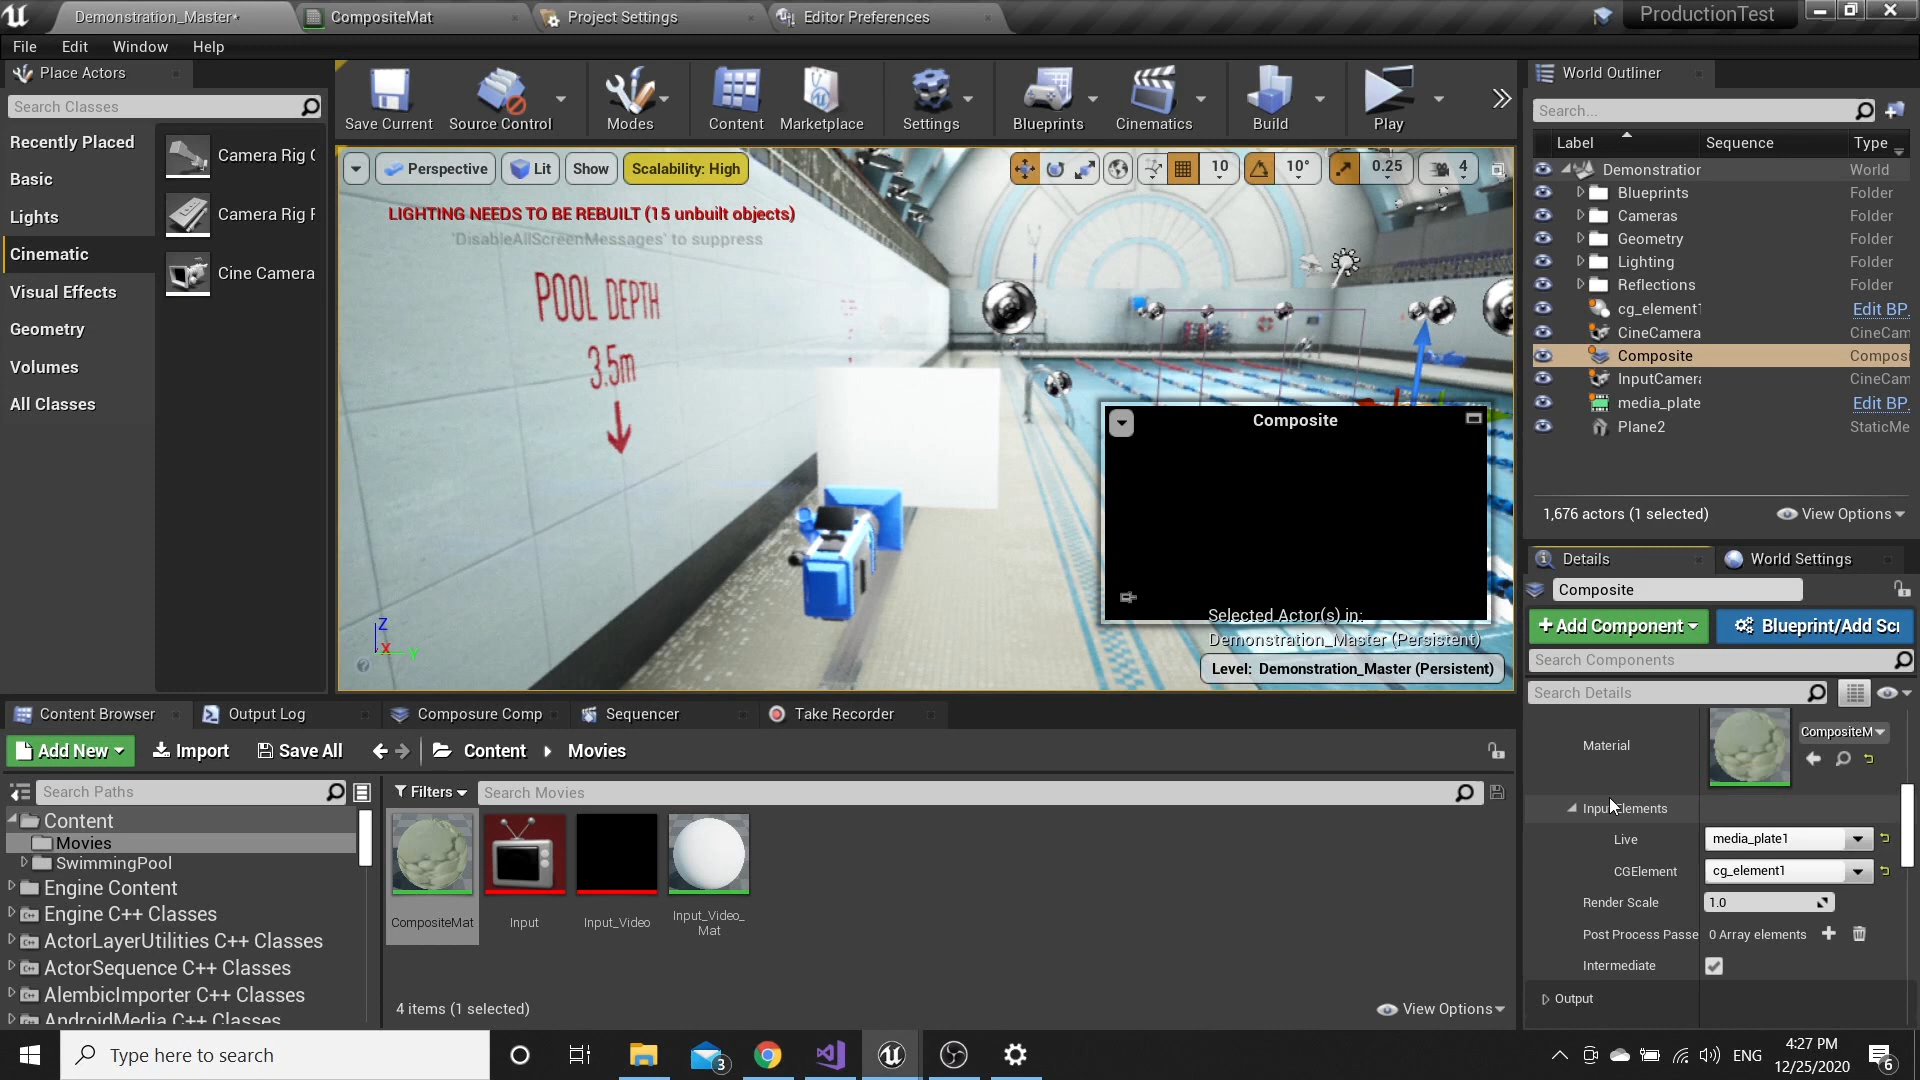 Demonstration_Master*
CompositeMat
Project Settings
Editor Preferences
ProductionTest
File Edit Window Help
Place Actors
Search Classes
Recently Placed
Basic
Lights
Cinematic
Visual Effects
Geometry
Volumes
All Classes
Camera Rig
Camera Rig
Cine Camera
Save Current
Source Control
Modes
Content
Marketplace
Settings
Blueprints
Cinematics
Build
Play
Perspective
Lit
Show
Scalability: High
10
10°
0.25
4
LIGHTING NEEDS TO BE REBUILT (15 unbuilt objects)
'DisableAllScreenMessages' to suppress
POOL DEPTH
3.5m
Composite
Selected Actor(s) in:
Demonstration_Master (Persistent)
Level: Demonstration_Master (Persistent)
Z
X
Y
World Outliner
Search...
Label Sequence Type
Demonstration World
Blueprints Folder
Cameras Folder
Geometry Folder
Lighting Folder
Reflections Folder
cg_element1 Edit BP
CineCamera CineCam
Composite Compos
InputCamera CineCam
media_plate Edit BP
Plane2 StaticMe
1,676 actors (1 selected)
View Options
Details
World Settings
Composite
+Add Component
Blueprint/Add Scr
Search Components
Search Details
Material
CompositeM
Input Elements
Live media_plate1
CGElement cg_element1
Render Scale 1.0
Post Process Passe 0 Array elements
Intermediate
Output
Content Browser
Output Log
Composure Comp
Sequencer
Take Recorder
Add New
Import
Save All
Content
Movies
Search Paths
Filters
Search Movies
Content
Movies
SwimmingPool
Engine Content
Engine C++ Classes
ActorLayerUtilities C++ Classes
ActorSequence C++ Classes
AlembicImporter C++ Classes
AndroidMedia C++ Classes
CompositeMat
Input
Input_Video
Input_Video_
Mat
4 items (1 selected)
View Options
Type here to search
3
ENG
4:27 PM
12/25/2020
6